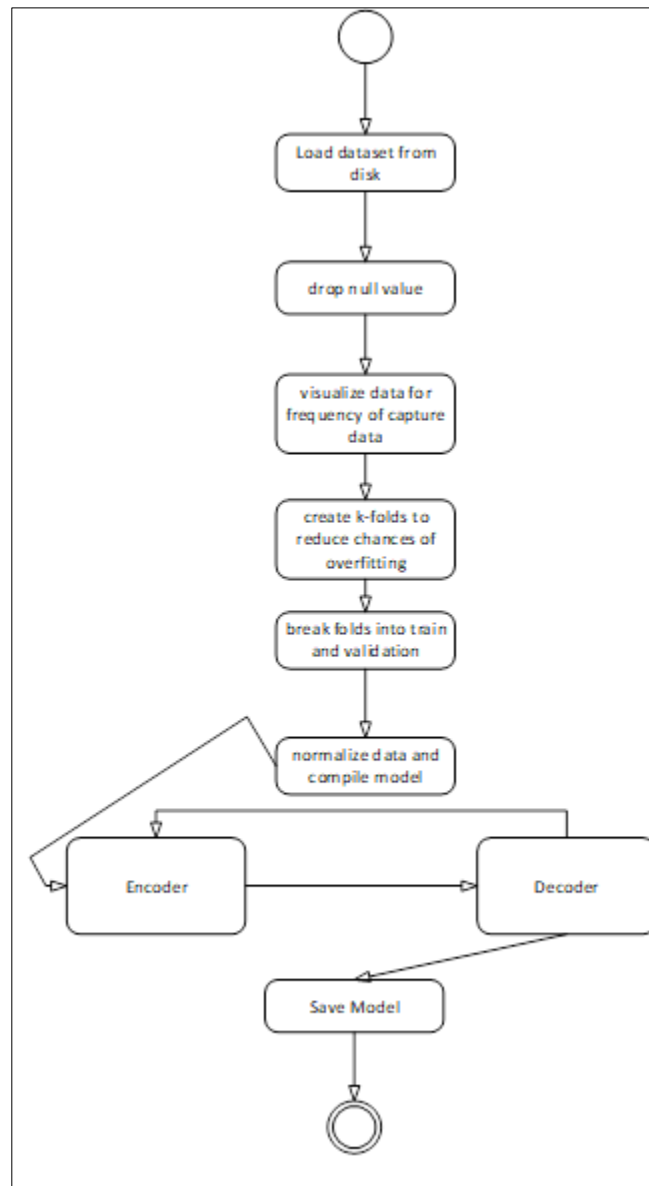 Load dataset from
disk
drop null value
visualize data for
frequency of capture
data
create k-folds to
reduce chances of
overfitting
break folds into train
and validation
normalize data and
compile model
Encoder
Decoder
Save Model